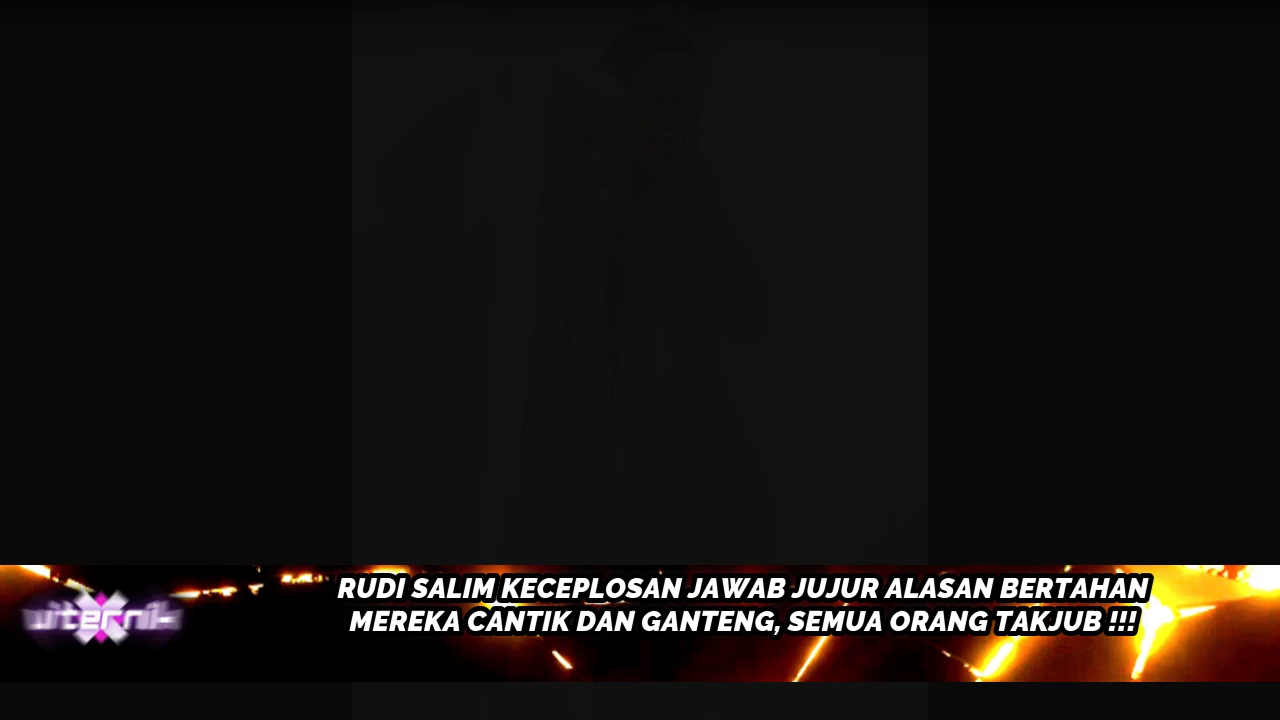 RUDI SALIM KECEPLOSAN JAWAB JUJUR ALASAN BERTAHAN
MEREKA CANTIK DAN GANTENG, SEMUA ORANG TAKJUB !!!